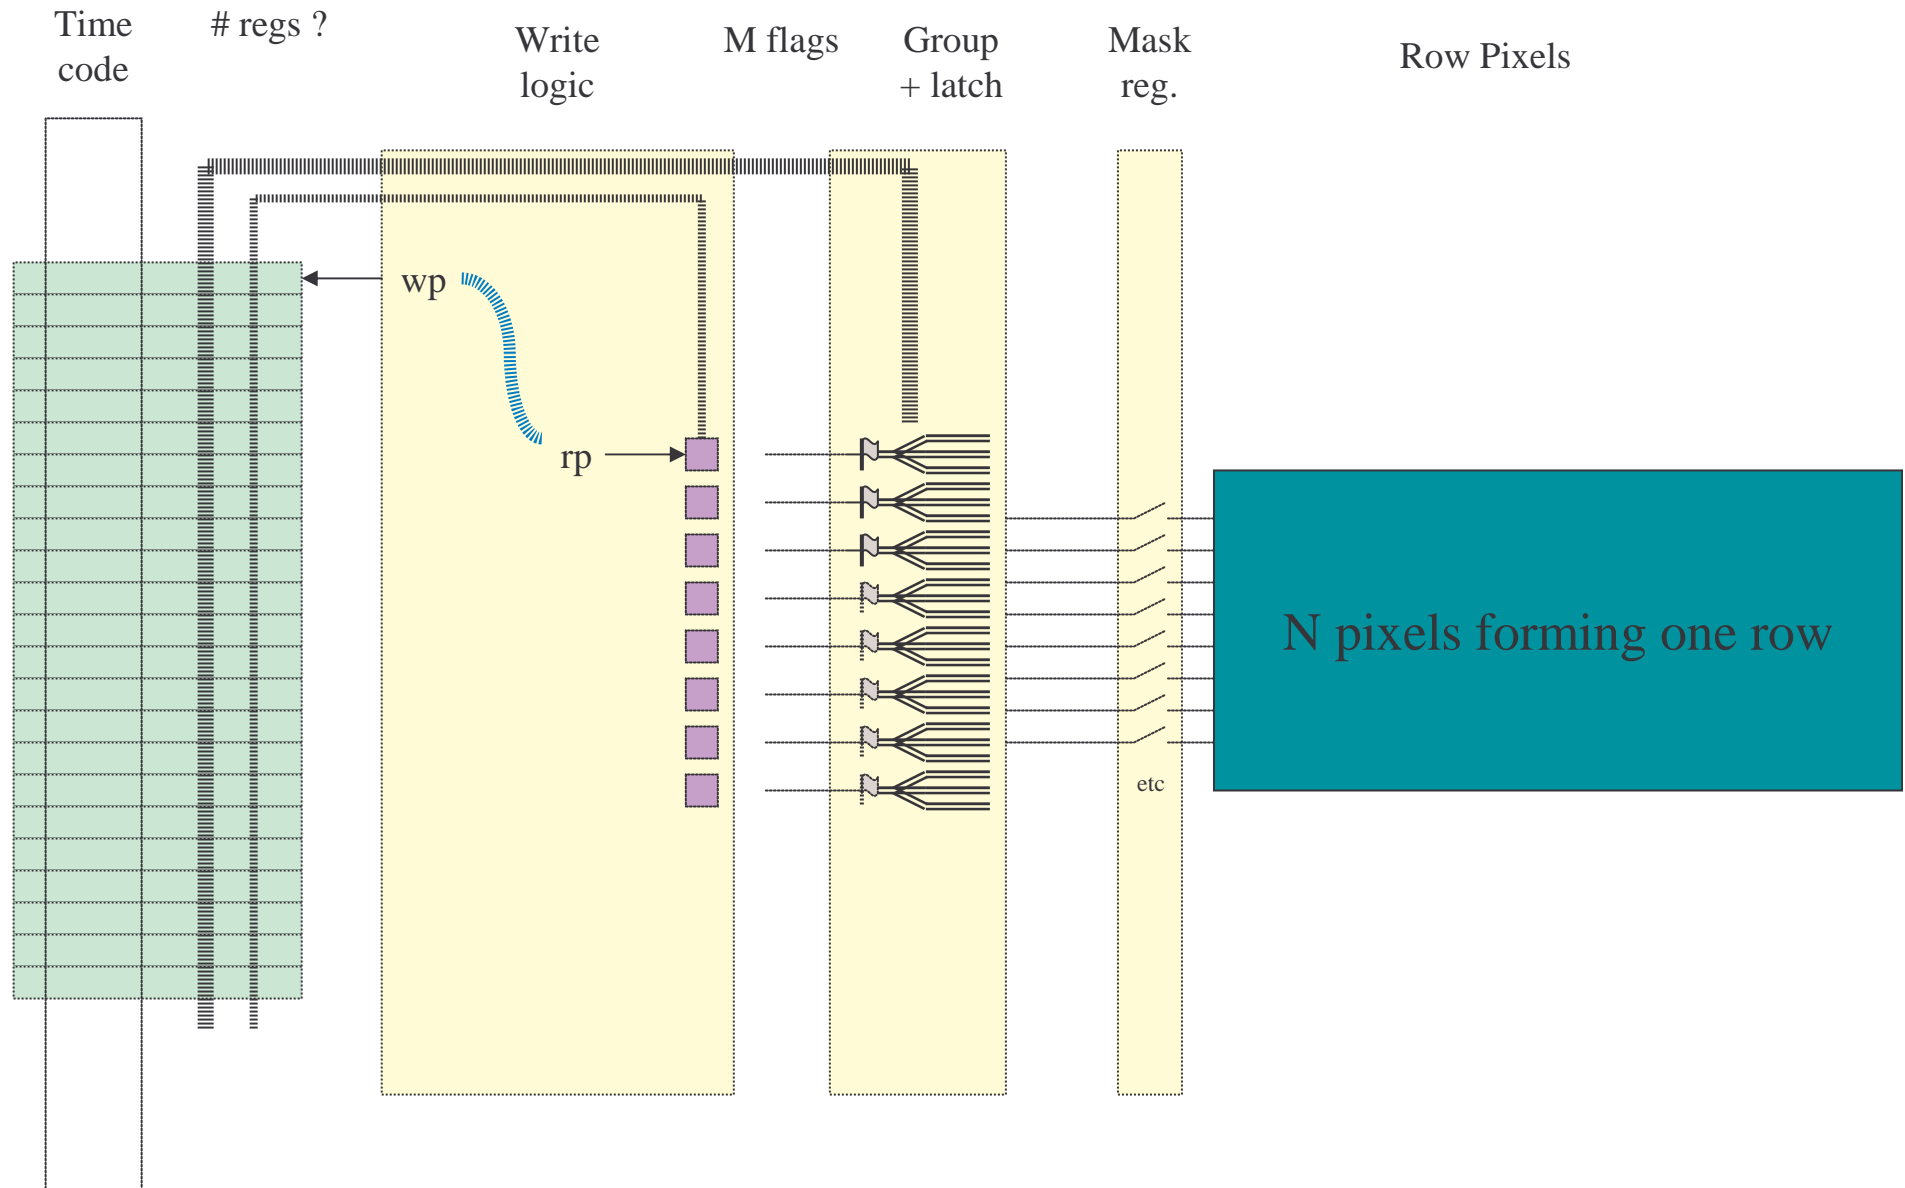 Time
code
# regs ?
Write
logic
M flags
Group
+ latch
Mask
reg.
Row Pixels
wp
rp
N pixels forming one row
etc